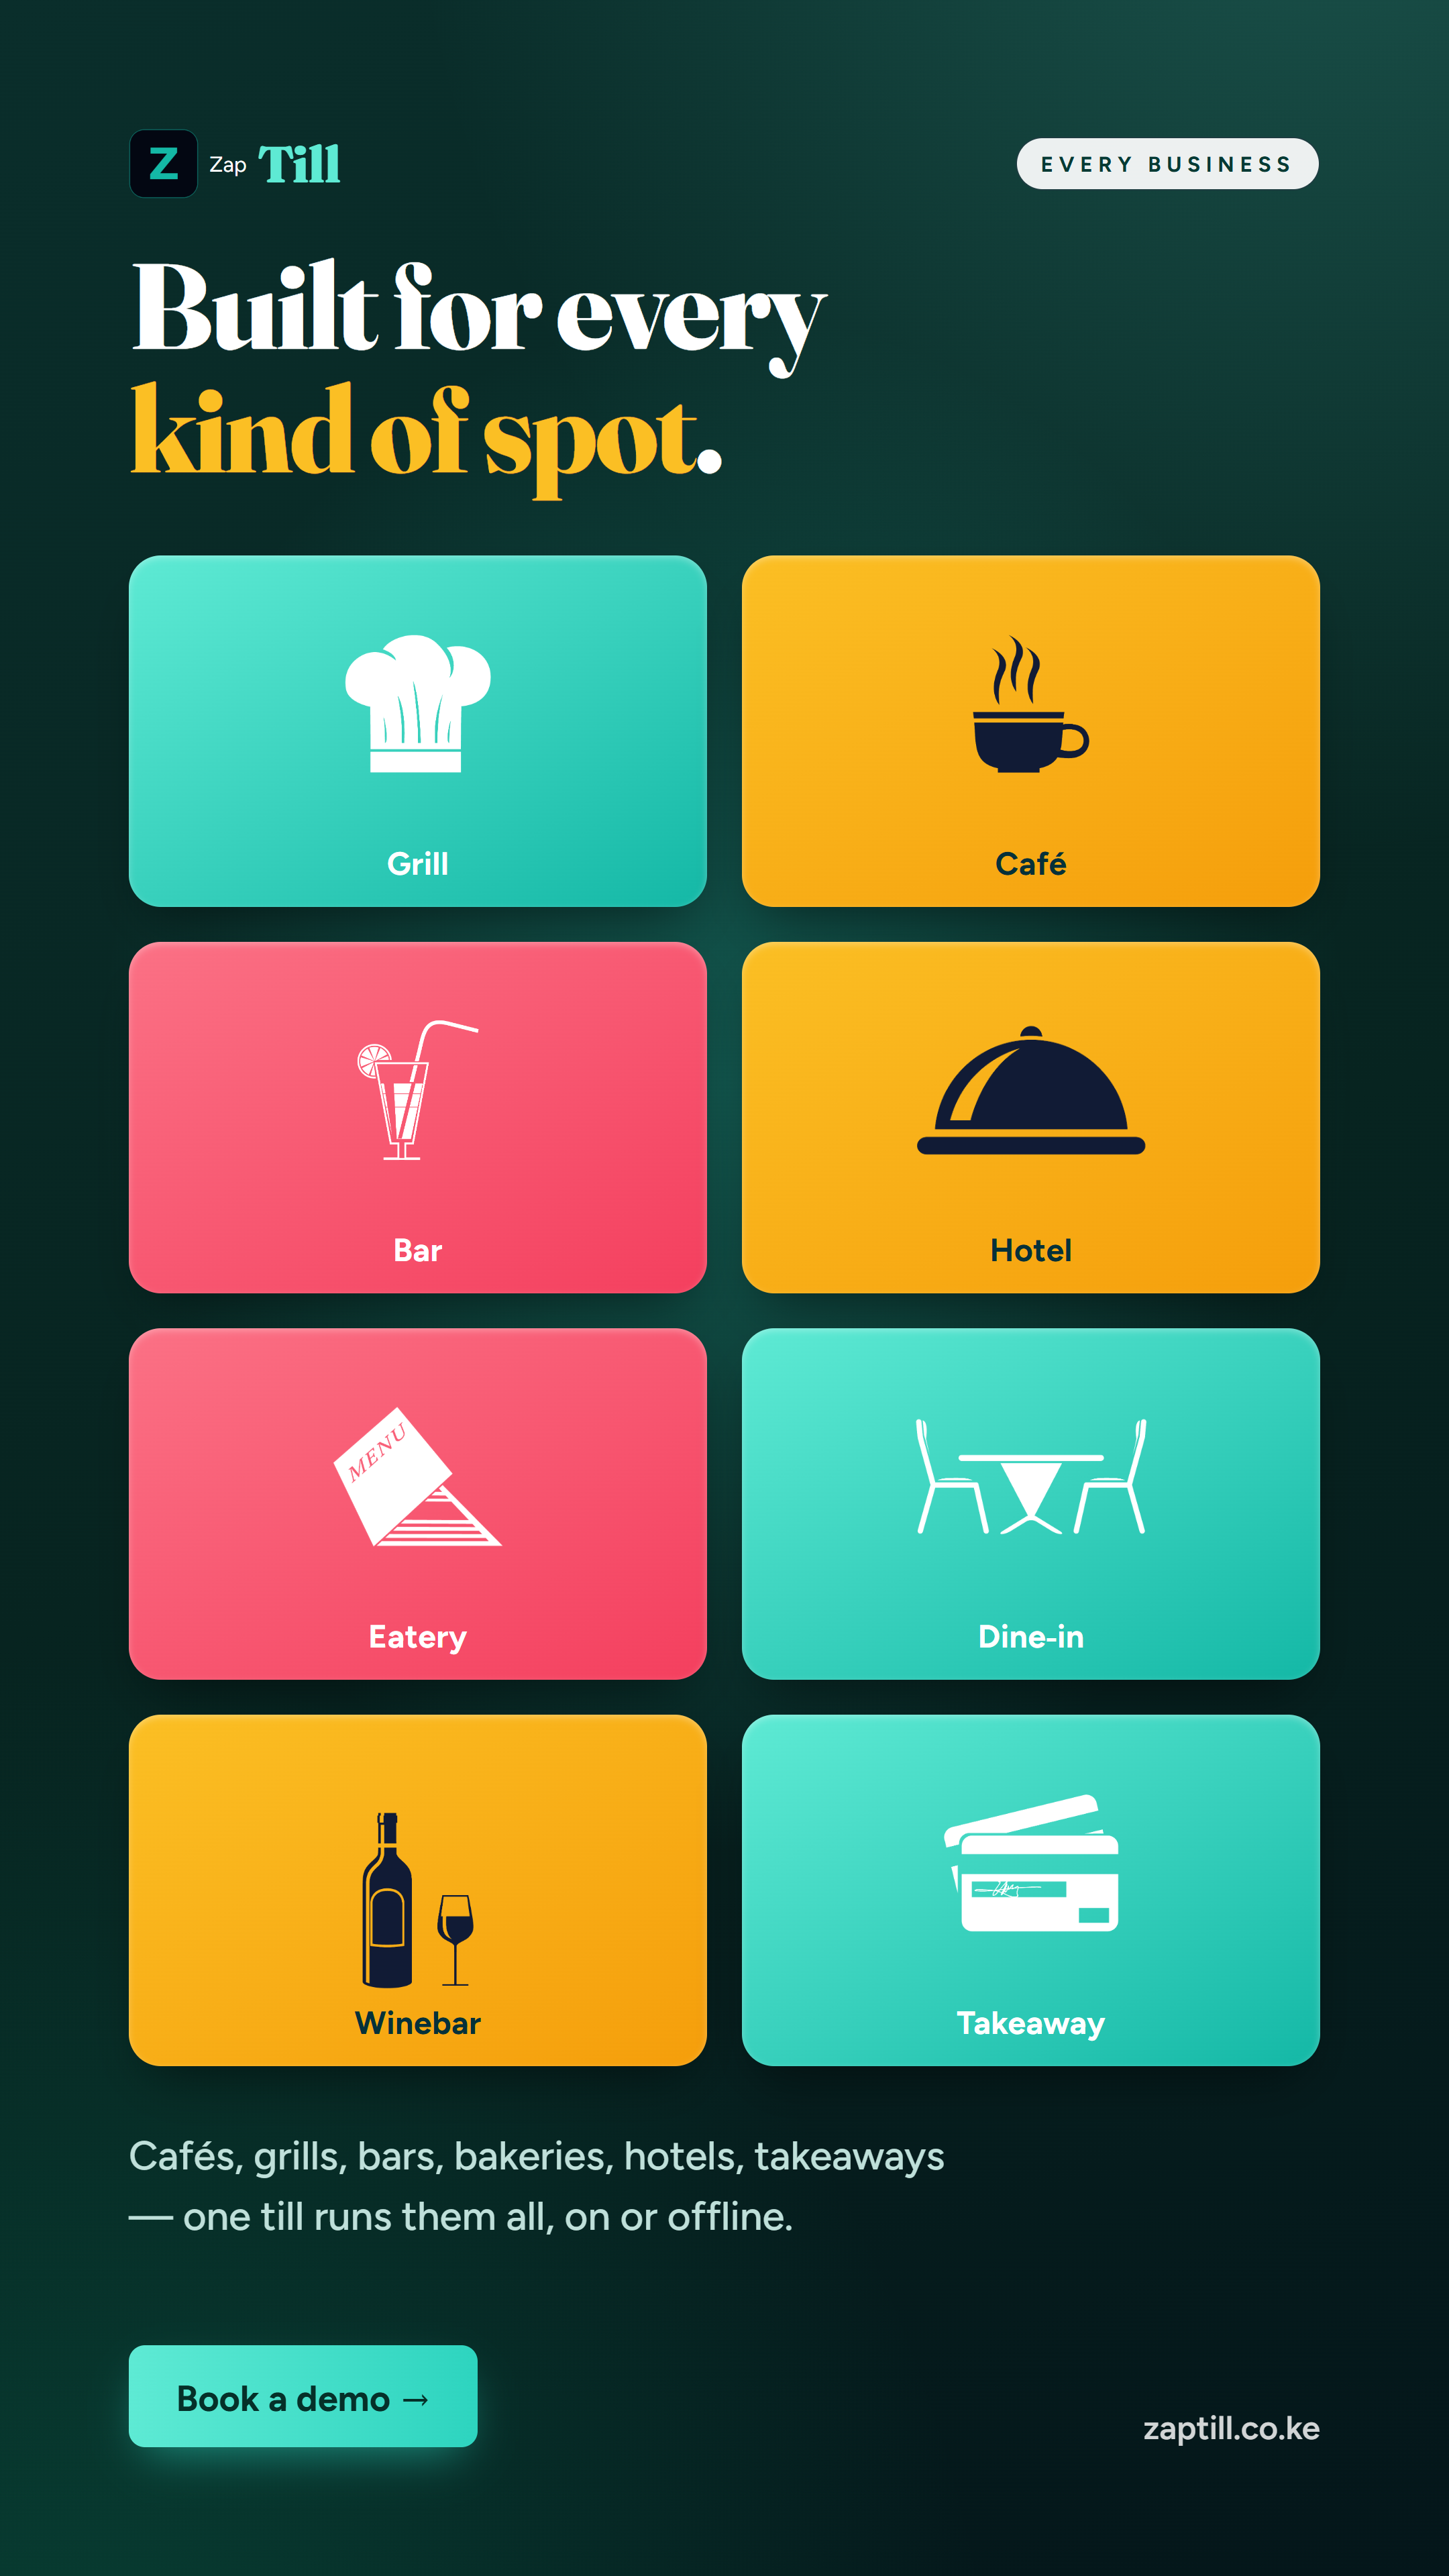 Z Zap Till
EVERY BUSINESS
Built for every
kind of spot.
Grill
Café
Bar
Hotel
MENU
Eatery
Dine-in
Winebar
Takeaway
Cafés, grills, bars, bakeries, hotels, takeaways
— one till runs them all, on or offline.
Book a demo →
zaptill.co.ke